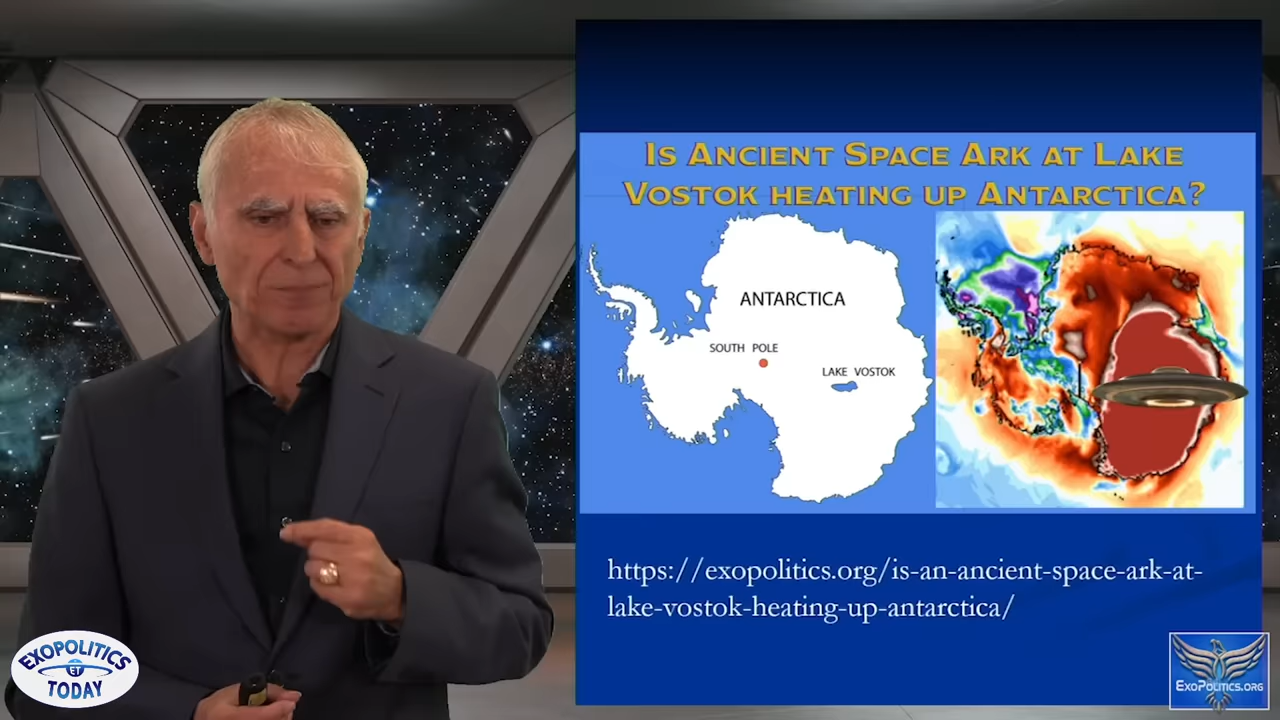 Is Ancient Space Ark at Lake
Vostok heating up Antarctica?
ANTARCTICA
SOUTH POLE
LAKE VOSTOK
https://exopolitics.org/is-an-ancient-space-ark-at-
lake-vostok-heating-up-antarctica/
EXOPOLITICS
ET
TODAY
ExoPolitics.org